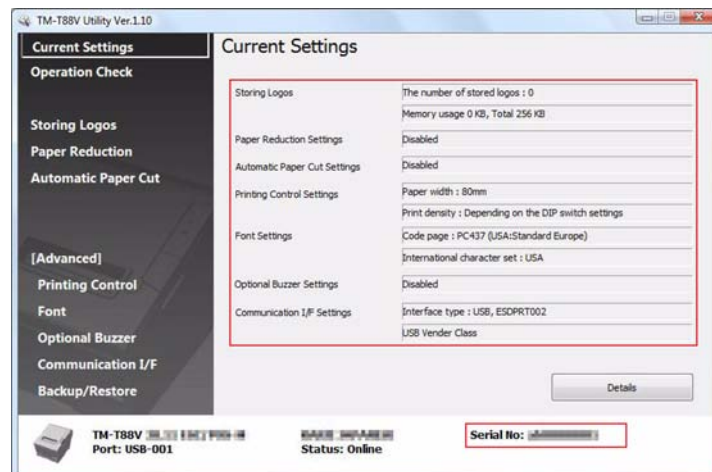 TM-T88V Utility Ver.1.10
Current Settings
Operation Check
Storing Logos
Paper Reduction
Automatic Paper Cut
[Advanced]
Printing Control
Font
Optional Buzzer
Communication I/F
Backup/Restore
Current Settings
Storing Logos
The number of stored logos : 0
Memory usage 0 KB, Total 256 KB
Paper Reduction Settings
Disabled
Automatic Paper Cut Settings
Disabled
Printing Control Settings
Paper width : 80mm
Print density : Depending on the DIP switch settings
Font Settings
Code page : PC437 (USA:Standard Europe)
International character set : USA
Optional Buzzer Settings
Disabled
Communication I/F Settings
Interface type : USB, ESDPRT002
USB Vender Class
Details
TM-T88V
Port: USB-001
Status: Online
Serial No: